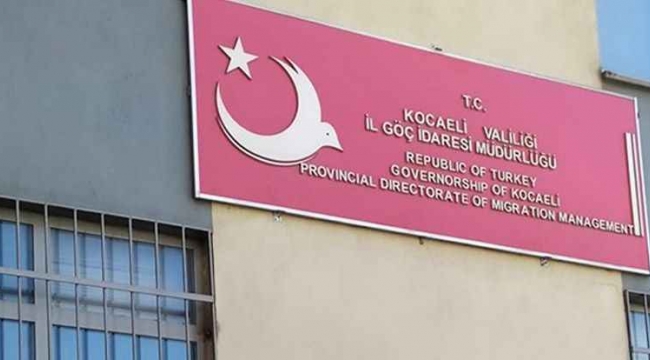 T.C.
KOCAELİ VALİLİĞİ
İL GÖÇ İDARESİ MÜDÜRLÜĞÜ
REPUBLIC OF TURKEY
GOVERNORSHIP OF KOCAELİ
PROVINCIAL DIRECTORATE OF MIGRATION MANAGEMENT